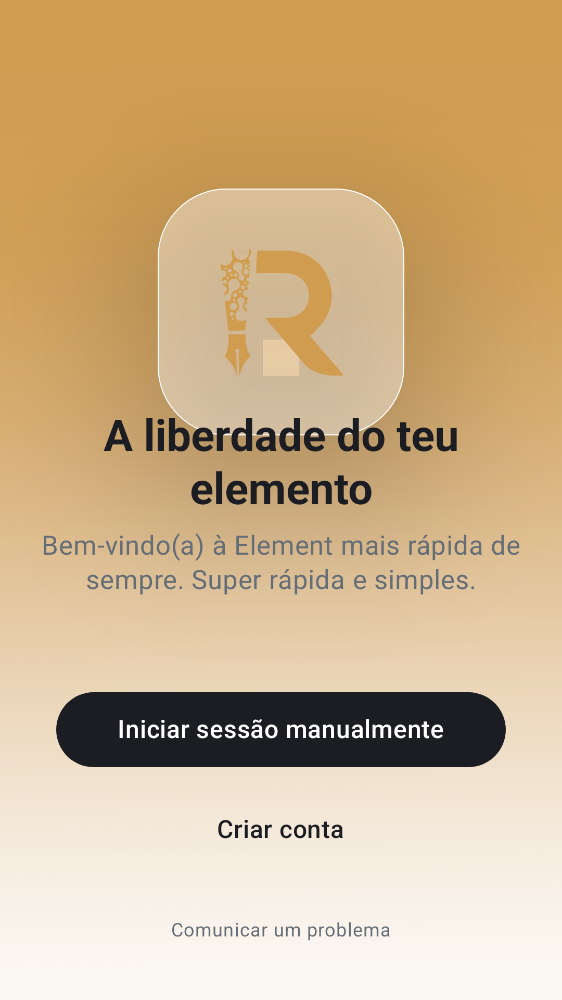 R
A liberdade do teu
elemento
Bem-vindo(a) à Element mais rápida de
sempre. Super rápida e simples.
Iniciar sessão manualmente
Criar conta
Comunicar um problema